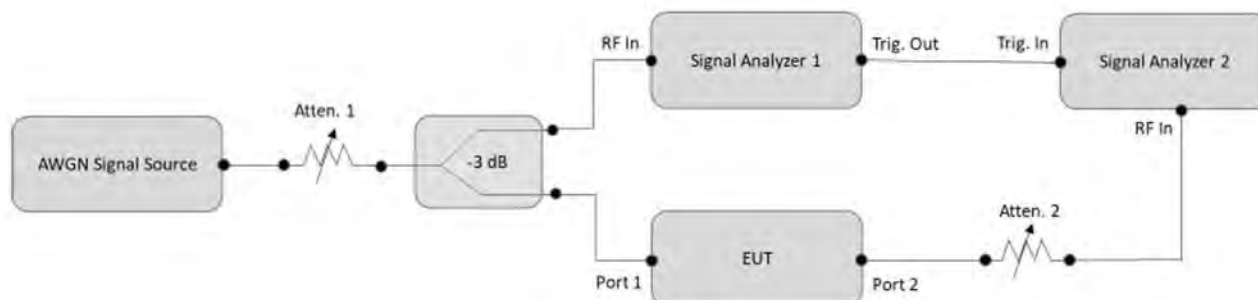 RF In
Signal Analyzer 1
Trig. Out
Trig. In
Signal Analyzer 2
RF In
Atten. 1
AWGN Signal Source
-3 dB
Port 1
EUT
Port 2
Atten. 2